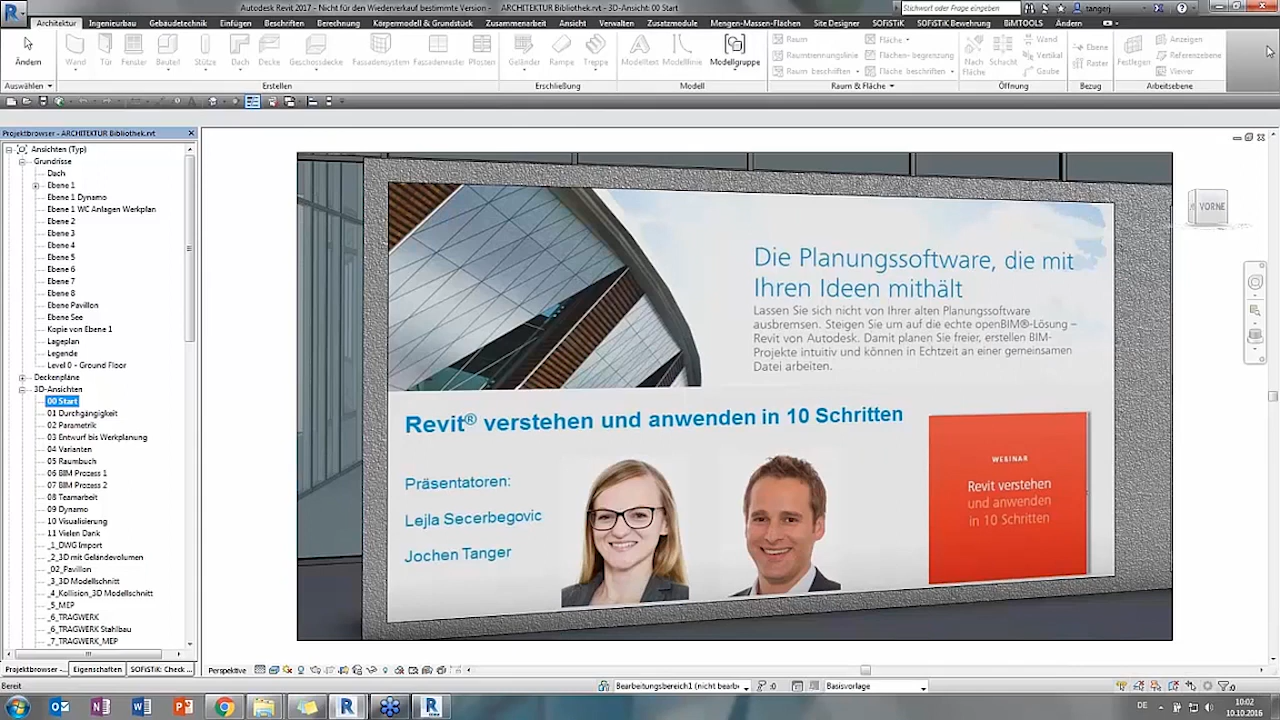 Autodesk Revit 2017 - Nicht für den Wiederverkauf bestimmte Version - ARCHITEKTUR Bibliothek.rvt - 3D-Ansicht: 00 Start
Stichwort oder Frage eingeben
tangerj
Architektur Ingenieurbau Gebäudetechnik Einfügen Beschriften Berechnung Körpermodell & Grundstück Zusammenarbeit Ansicht Verwalten Zusatzmodule Mengen-Massen-Flächen Site Designer SOFiSTiK SOFiSTiK Bewehrung BiMTOOLS Ändern
Ändern Wand Tür Fenster Bauteil Stütze Dach Decke Geschossdecke Fassadensystem Fassadenraster Pfosten Geländer Rampe Treppe Modelltext Modelllinie Modellgruppe
Raum
Raumtrennungslinie
Raum beschriften
Fläche
Flächen- begrenzung
Fläche beschriften
Nach Fläche
Schacht
Wand
Vertikal
Gaube
Ebene
Raster
Festlegen
Anzeigen
Referenzebene
Viewer
Auswählen Erstellen Erschließung Modell Raum & Fläche Öffnung Bezug Arbeitsebene
Projektbrowser - ARCHITEKTUR Bibliothek.rvt
Ansichten (Typ)
Grundrisse
Dach
Ebene 1
Ebene 1 Dynamo
Ebene 1 WC Anlagen Werkplan
Ebene 2
Ebene 3
Ebene 4
Ebene 5
Ebene 6
Ebene 7
Ebene 8
Ebene Pavillon
Ebene See
Kopie von Ebene 1
Lageplan
Legende
Level 0 - Ground Floor
Deckenpläne
3D-Ansichten
00 Start
01 Durchgängigkeit
02 Parametrik
03 Entwurf bis Werkplanung
04 Varianten
05 Raumbuch
06 BIM Prozess 1
07 BIM Prozess 2
08 Teamarbeit
09 Dynamo
10 Visualisierung
11 Vielen Dank
_1_DWG Import
_2_3D mit Geländevolumen
_02_Pavillon
_3_3D Modellschnitt
_4_Kollision_3D Modellschnitt
_5_MEP
_6_TRAGWERK
_6_TRAGWERK Stahlbau
_7_TRAGWERK_MEP
Die Planungssoftware, die mit
Ihren Ideen mithält
Lassen Sie sich nicht von Ihrer alten Planungssoftware
ausbremsen. Steigen Sie um auf die echte openBIM®-Lösung –
Revit von Autodesk. Damit planen Sie freier, erstellen BIM-
Projekte intuitiv und können in Echtzeit an einer gemeinsamen
Datei arbeiten.
Revit® verstehen und anwenden in 10 Schritten
Präsentatoren:
Lejla Secerbegovic
Jochen Tanger
WEBINAR
Revit verstehen
und anwenden
in 10 Schritten
VORNE
Projektbrowser -... Eigenschaften SOFiSTiK: Check ...
Perspektive
Bereit
Bearbeitungsbereich1 (nicht bearb
:0
Basisvorlage
:0
DE
10:02
10.10.2016